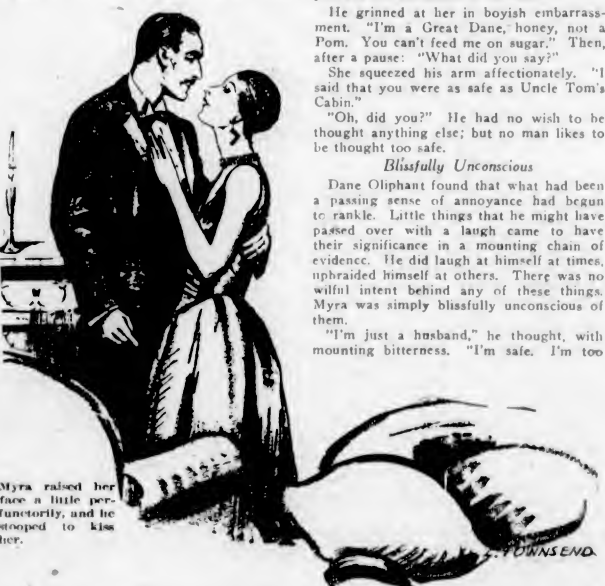 He grinned at her in boyish embarrass-
ment. "I'm a Great Dane, honey, not a
Pom. You can't feed me on sugar." Then,
after a pause: "What did you say?"
She squeezed his arm affectionately. "I
said that you were as safe as Uncle Tom's
Cabin."
"Oh, did you?" He had no wish to be
thought anything else; but no man likes to
be thought too safe.
Blissfully Unconscious
Dane Oliphant found that what had been
a passing sense of annoyance had begun
to rankle. Little things that he might have
passed over with a laugh came to have
their significance in a mounting chain of
evidence. He did laugh at himself at times,
upbraided himself at others. There was no
wilful intent behind any of these things.
Myra was simply blissfully unconscious of
them.
"I'm just a husband," he thought, with
mounting bitterness. "I'm safe. I'm too
Myra raised her
face a little per-
functorily, and he
stooped to kiss
her.
TOWNSEND